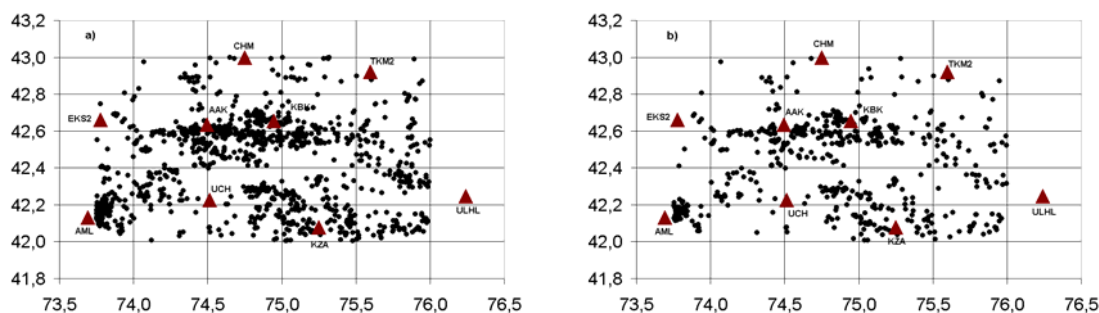 43,2
a)
CHM
43,0
TKM2
42,8
EKS2
AAK
KBK
42,6
42,4
UCH
42,2
ULHL
AML
KZA
42,0
41,8
73,5 74,0 74,5 75,0 75,5 76,0 76,5
43,2
b)
CHM
43,0
TKM2
42,8
EKS2
AAK
KBK
42,6
42,4
42,2
UCH
ULHL
AML
KZA
42,0
41,8
73,5 74,0 74,5 75,0 75,5 76,0 76,5